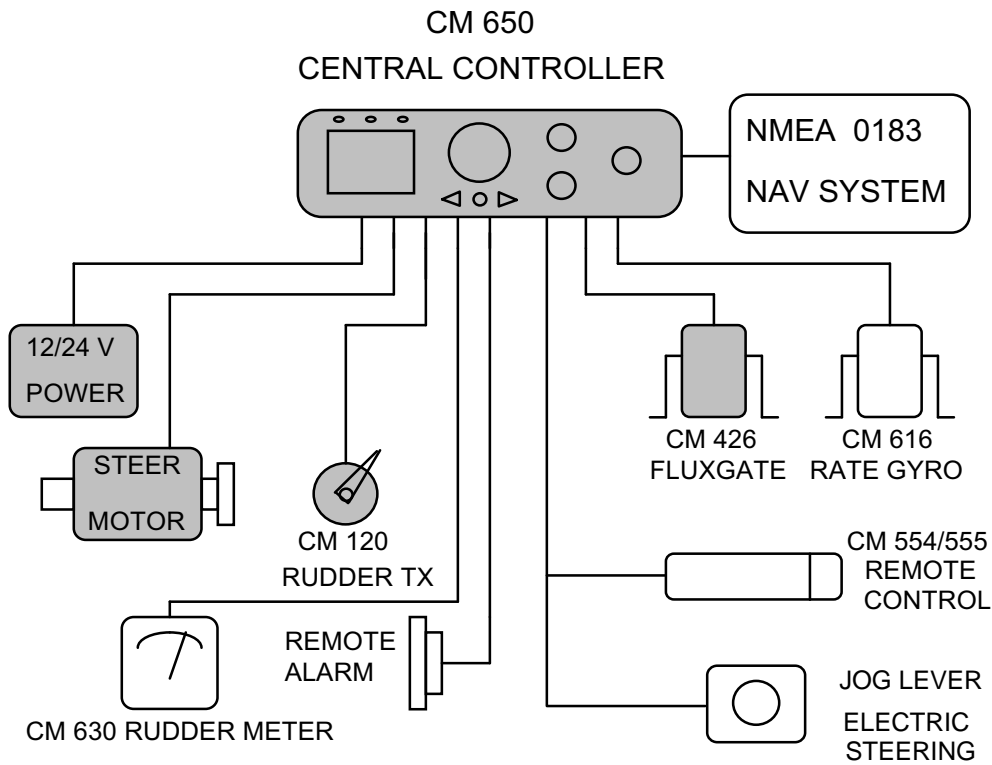 CM 650
CENTRAL CONTROLLER
NMEA 0183
NAV SYSTEM
12/24 V
POWER
STEER
MOTOR
CM 120
RUDDER TX
CM 426
FLUXGATE
CM 616
RATE GYRO
CM 554/555
REMOTE
CONTROL
REMOTE
ALARM
CM 630 RUDDER METER
JOG LEVER
ELECTRIC
STEERING